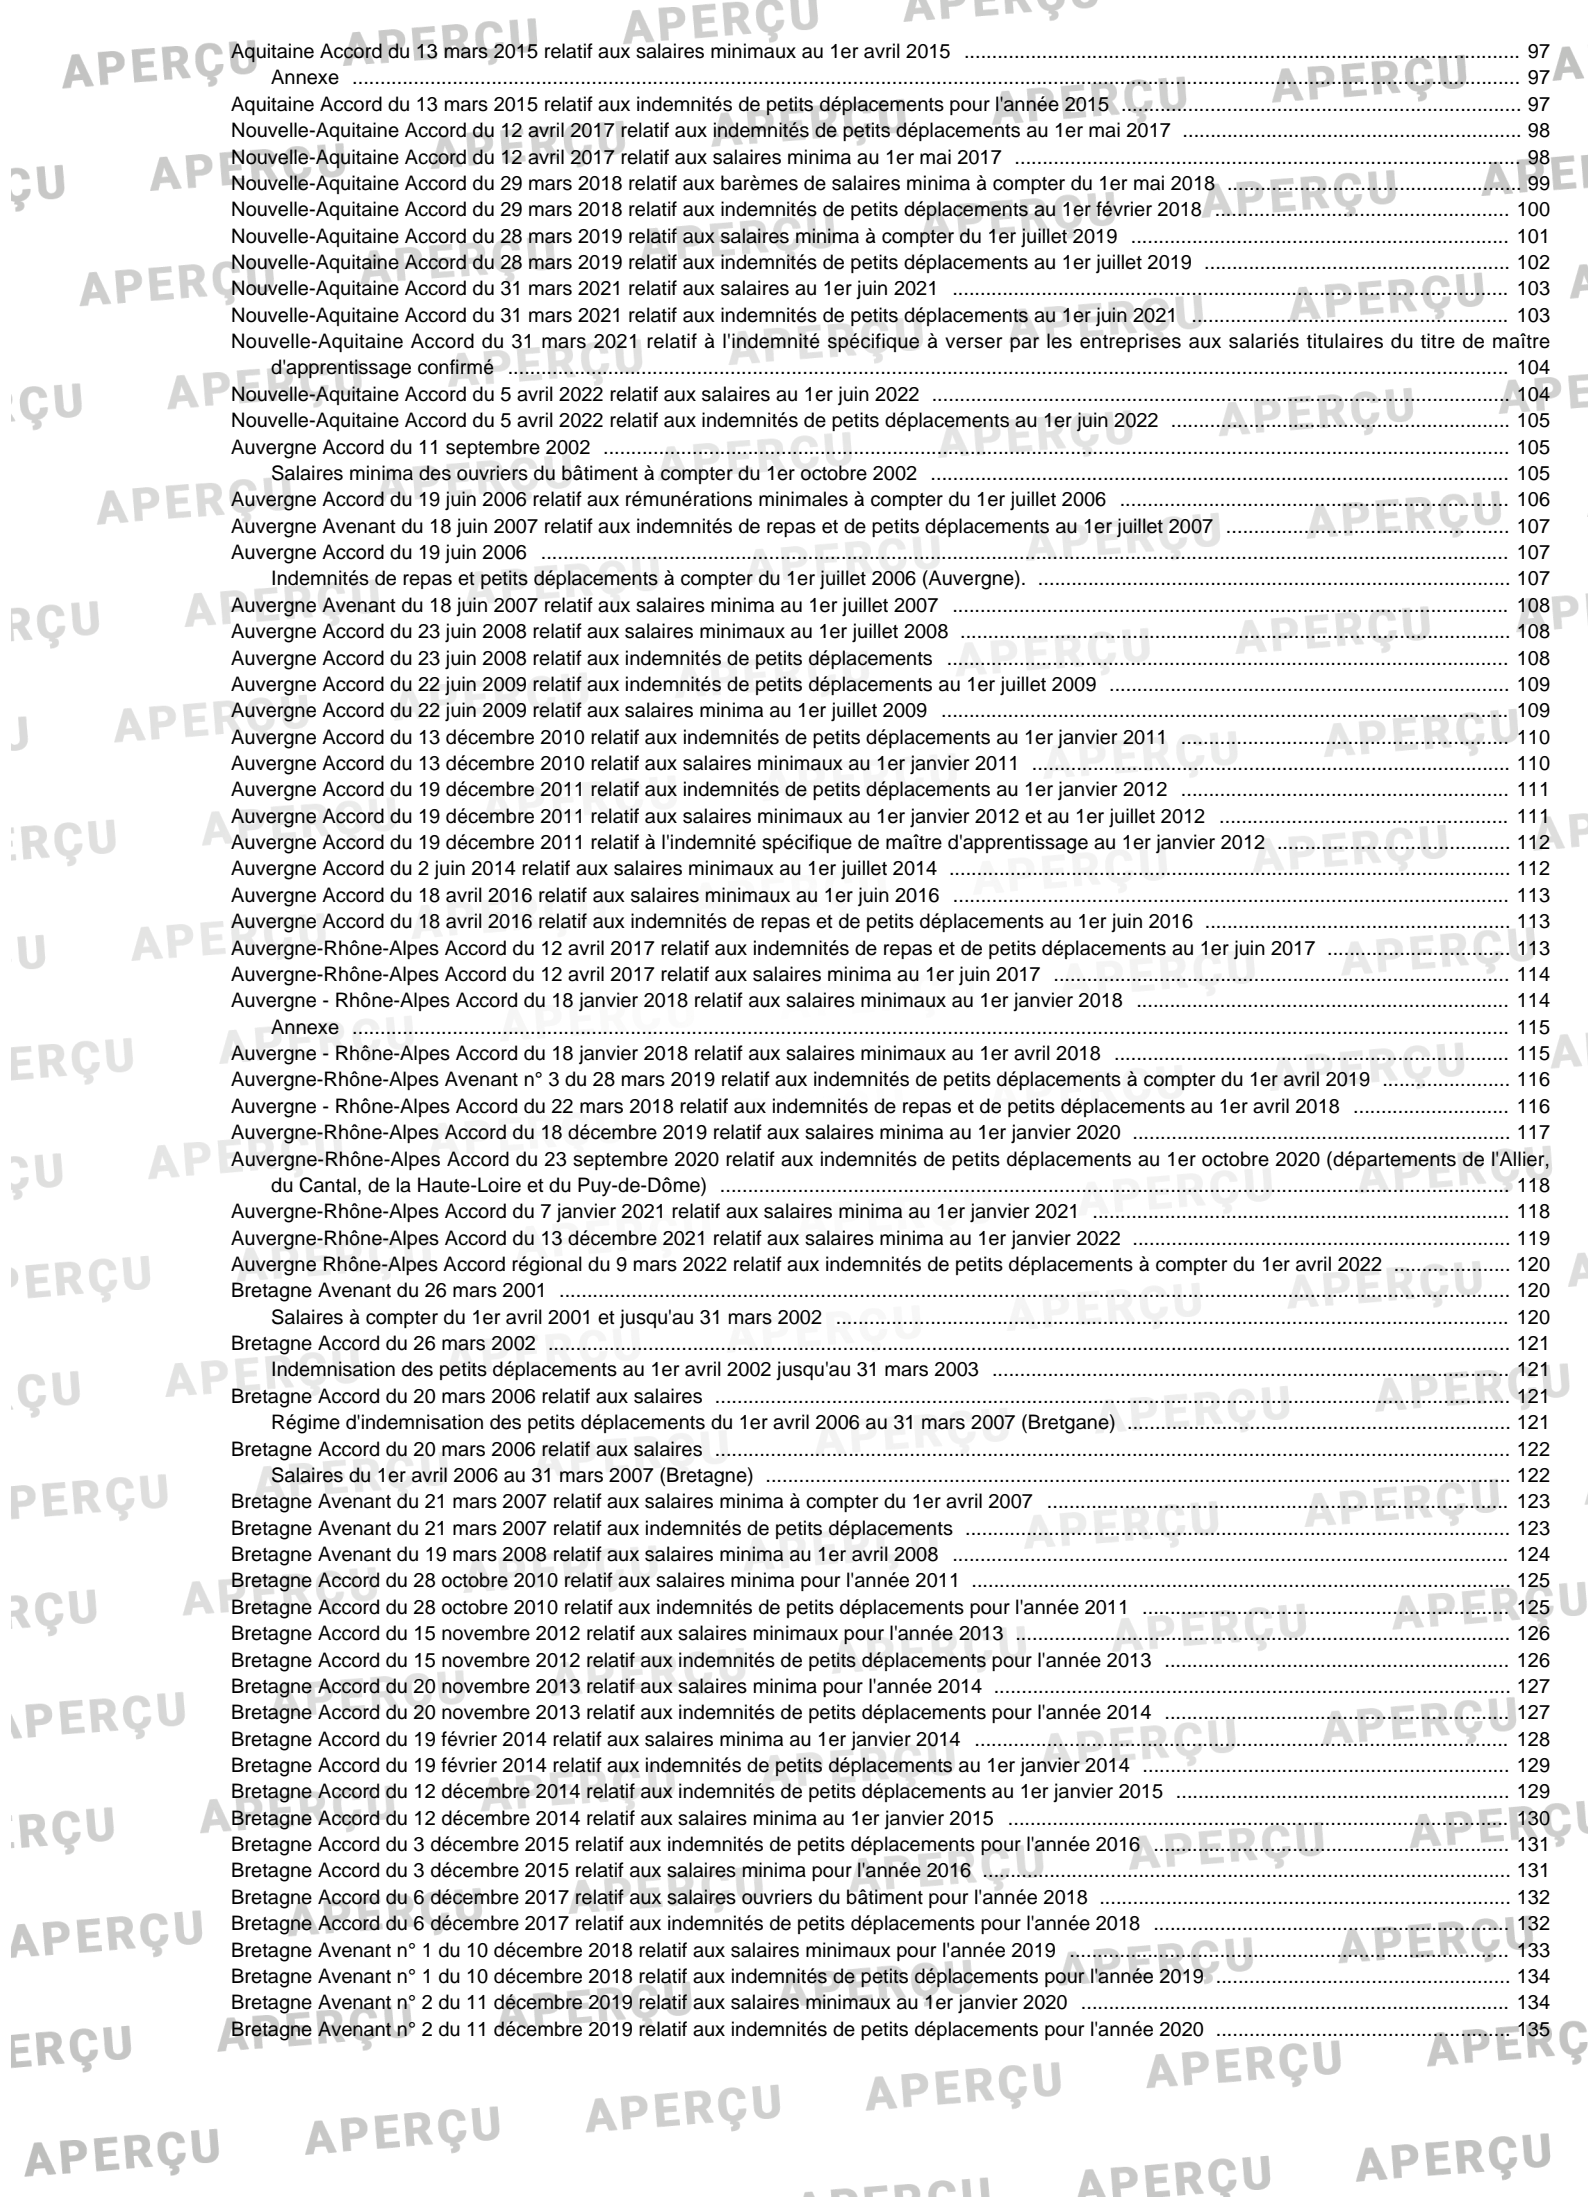 Aquitaine Accord du 13 mars 2015 relatif aux salaires minimaux au 1er avril 2015 ... 97
Annexe ... 97
Aquitaine Accord du 13 mars 2015 relatif aux indemnités de petits déplacements pour l'année 2015 ... 97
Nouvelle-Aquitaine Accord du 12 avril 2017 relatif aux indemnités de petits déplacements au 1er mai 2017 ... 98
Nouvelle-Aquitaine Accord du 12 avril 2017 relatif aux salaires minima au 1er mai 2017 ... 98
Nouvelle-Aquitaine Accord du 29 mars 2018 relatif aux barèmes de salaires minima à compter du 1er mai 2018 ... 99
Nouvelle-Aquitaine Accord du 29 mars 2018 relatif aux indemnités de petits déplacements au 1er février 2018 ... 100
Nouvelle-Aquitaine Accord du 28 mars 2019 relatif aux salaires minima à compter du 1er juillet 2019 ... 101
Nouvelle-Aquitaine Accord du 28 mars 2019 relatif aux indemnités de petits déplacements au 1er juillet 2019 ... 102
Nouvelle-Aquitaine Accord du 31 mars 2021 relatif aux salaires au 1er juin 2021 ... 103
Nouvelle-Aquitaine Accord du 31 mars 2021 relatif aux indemnités de petits déplacements au 1er juin 2021 ... 103
Nouvelle-Aquitaine Accord du 31 mars 2021 relatif à l'indemnité spécifique à verser par les entreprises aux salariés titulaires du titre de maître
d'apprentissage confirmé ... 104
Nouvelle-Aquitaine Accord du 5 avril 2022 relatif aux salaires au 1er juin 2022 ... 104
Nouvelle-Aquitaine Accord du 5 avril 2022 relatif aux indemnités de petits déplacements au 1er juin 2022 ... 105
Auvergne Accord du 11 septembre 2002 ... 105
Salaires minima des ouvriers du bâtiment à compter du 1er octobre 2002 ... 105
Auvergne Accord du 19 juin 2006 relatif aux rémunérations minimales à compter du 1er juillet 2006 ... 106
Auvergne Avenant du 18 juin 2007 relatif aux indemnités de repas et de petits déplacements au 1er juillet 2007 ... 107
Auvergne Accord du 19 juin 2006 ... 107
Indemnités de repas et petits déplacements à compter du 1er juillet 2006 (Auvergne). ... 107
Auvergne Avenant du 18 juin 2007 relatif aux salaires minima au 1er juillet 2007 ... 108
Auvergne Accord du 23 juin 2008 relatif aux salaires minimaux au 1er juillet 2008 ... 108
Auvergne Accord du 23 juin 2008 relatif aux indemnités de petits déplacements ... 108
Auvergne Accord du 22 juin 2009 relatif aux indemnités de petits déplacements au 1er juillet 2009 ... 109
Auvergne Accord du 22 juin 2009 relatif aux salaires minima au 1er juillet 2009 ... 109
Auvergne Accord du 13 décembre 2010 relatif aux indemnités de petits déplacements au 1er janvier 2011 ... 110
Auvergne Accord du 13 décembre 2010 relatif aux salaires minimaux au 1er janvier 2011 ... 110
Auvergne Accord du 19 décembre 2011 relatif aux indemnités de petits déplacements au 1er janvier 2012 ... 111
Auvergne Accord du 19 décembre 2011 relatif aux salaires minimaux au 1er janvier 2012 et au 1er juillet 2012 ... 111
Auvergne Accord du 19 décembre 2011 relatif à l'indemnité spécifique de maître d'apprentissage au 1er janvier 2012 ... 112
Auvergne Accord du 2 juin 2014 relatif aux salaires minimaux au 1er juillet 2014 ... 112
Auvergne Accord du 18 avril 2016 relatif aux salaires minimaux au 1er juin 2016 ... 113
Auvergne Accord du 18 avril 2016 relatif aux indemnités de repas et de petits déplacements au 1er juin 2016 ... 113
Auvergne-Rhône-Alpes Accord du 12 avril 2017 relatif aux indemnités de repas et de petits déplacements au 1er juin 2017 ... 113
Auvergne-Rhône-Alpes Accord du 12 avril 2017 relatif aux salaires minima au 1er juin 2017 ... 114
Auvergne - Rhône-Alpes Accord du 18 janvier 2018 relatif aux salaires minimaux au 1er janvier 2018 ... 114
Annexe ... 115
Auvergne - Rhône-Alpes Accord du 18 janvier 2018 relatif aux salaires minimaux au 1er avril 2018 ... 115
Auvergne-Rhône-Alpes Avenant n° 3 du 28 mars 2019 relatif aux indemnités de petits déplacements à compter du 1er avril 2019 ... 116
Auvergne - Rhône-Alpes Accord du 22 mars 2018 relatif aux indemnités de repas et de petits déplacements au 1er avril 2018 ... 116
Auvergne-Rhône-Alpes Accord du 18 décembre 2019 relatif aux salaires minima au 1er janvier 2020 ... 117
Auvergne-Rhône-Alpes Accord du 23 septembre 2020 relatif aux indemnités de petits déplacements au 1er octobre 2020 (départements de l'Allier,
du Cantal, de la Haute-Loire et du Puy-de-Dôme) ... 118
Auvergne-Rhône-Alpes Accord du 7 janvier 2021 relatif aux salaires minima au 1er janvier 2021 ... 118
Auvergne-Rhône-Alpes Accord du 13 décembre 2021 relatif aux salaires minima au 1er janvier 2022 ... 119
Auvergne Rhône-Alpes Accord régional du 9 mars 2022 relatif aux indemnités de petits déplacements à compter du 1er avril 2022 ... 120
Bretagne Avenant du 26 mars 2001 ... 120
Salaires à compter du 1er avril 2001 et jusqu'au 31 mars 2002 ... 120
Bretagne Accord du 26 mars 2002 ... 121
Indemnisation des petits déplacements au 1er avril 2002 jusqu'au 31 mars 2003 ... 121
Bretagne Accord du 20 mars 2006 relatif aux salaires ... 121
Régime d'indemnisation des petits déplacements du 1er avril 2006 au 31 mars 2007 (Bretgane) ... 121
Bretagne Accord du 20 mars 2006 relatif aux salaires ... 122
Salaires du 1er avril 2006 au 31 mars 2007 (Bretagne) ... 122
Bretagne Avenant du 21 mars 2007 relatif aux salaires minima à compter du 1er avril 2007 ... 123
Bretagne Avenant du 21 mars 2007 relatif aux indemnités de petits déplacements ... 123
Bretagne Avenant du 19 mars 2008 relatif aux salaires minima au 1er avril 2008 ... 124
Bretagne Accord du 28 octobre 2010 relatif aux salaires minima pour l'année 2011 ... 125
Bretagne Accord du 28 octobre 2010 relatif aux indemnités de petits déplacements pour l'année 2011 ... 125
Bretagne Accord du 15 novembre 2012 relatif aux salaires minimaux pour l'année 2013 ... 126
Bretagne Accord du 15 novembre 2012 relatif aux indemnités de petits déplacements pour l'année 2013 ... 126
Bretagne Accord du 20 novembre 2013 relatif aux salaires minima pour l'année 2014 ... 127
Bretagne Accord du 20 novembre 2013 relatif aux indemnités de petits déplacements pour l'année 2014 ... 127
Bretagne Accord du 19 février 2014 relatif aux salaires minima au 1er janvier 2014 ... 128
Bretagne Accord du 19 février 2014 relatif aux indemnités de petits déplacements au 1er janvier 2014 ... 129
Bretagne Accord du 12 décembre 2014 relatif aux indemnités de petits déplacements au 1er janvier 2015 ... 129
Bretagne Accord du 12 décembre 2014 relatif aux salaires minima au 1er janvier 2015 ... 130
Bretagne Accord du 3 décembre 2015 relatif aux indemnités de petits déplacements pour l'année 2016 ... 131
Bretagne Accord du 3 décembre 2015 relatif aux salaires minima pour l'année 2016 ... 131
Bretagne Accord du 6 décembre 2017 relatif aux salaires ouvriers du bâtiment pour l'année 2018 ... 132
Bretagne Accord du 6 décembre 2017 relatif aux indemnités de petits déplacements pour l'année 2018 ... 132
Bretagne Avenant n° 1 du 10 décembre 2018 relatif aux salaires minimaux pour l'année 2019 ... 133
Bretagne Avenant n° 1 du 10 décembre 2018 relatif aux indemnités de petits déplacements pour l'année 2019 ... 134
Bretagne Avenant n° 2 du 11 décembre 2019 relatif aux salaires minimaux au 1er janvier 2020 ... 134
Bretagne Avenant n° 2 du 11 décembre 2019 relatif aux indemnités de petits déplacements pour l'année 2020 ... 135
APERÇU